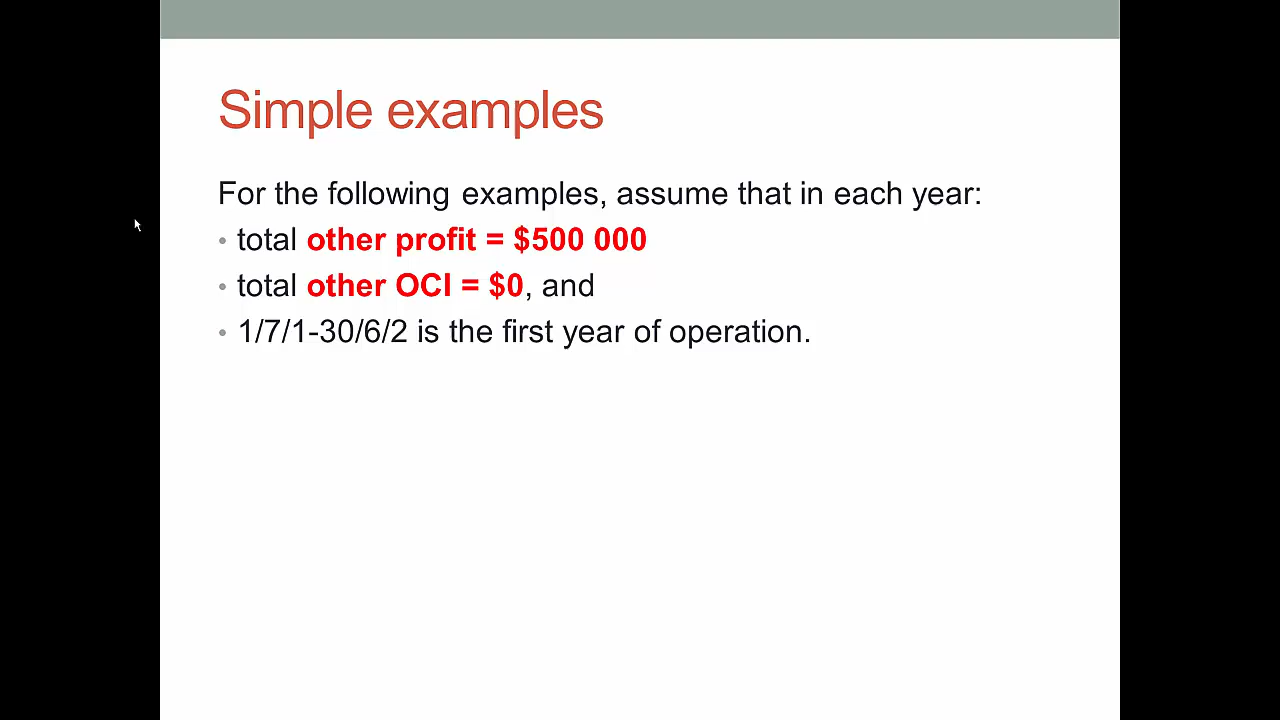 Simple examples
For the following examples, assume that in each year:
• total other profit = $500 000
• total other OCI = $0, and
• 1/7/1-30/6/2 is the first year of operation.